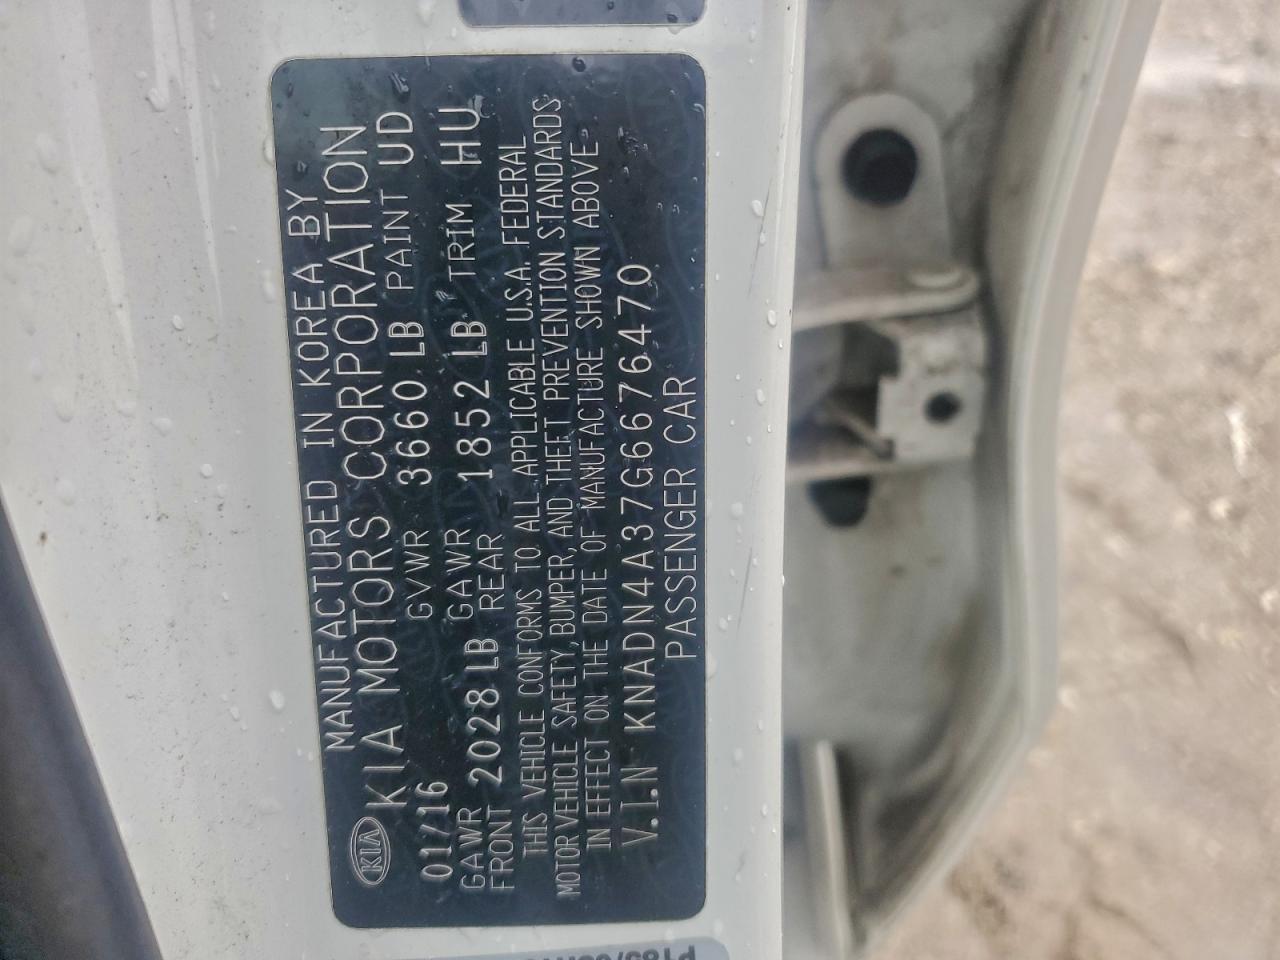 KIA
MANUFACTURED IN KOREA BY
KIA MOTORS CORPORATION
01/16 GVWR 3660 LB PAINT UD
GAWR FRONT 2028 LB GAWR REAR 1852 LB TRIM HU
THIS VEHICLE CONFORMS TO ALL APPLICABLE U.S.A. FEDERAL
MOTOR VEHICLE SAFETY, BUMPER, AND THEFT PREVENTION STANDARDS
IN EFFECT ON THE DATE OF MANUFACTURE SHOWN ABOVE.
V.I.N KNADN4A37G6676470
PASSENGER CAR